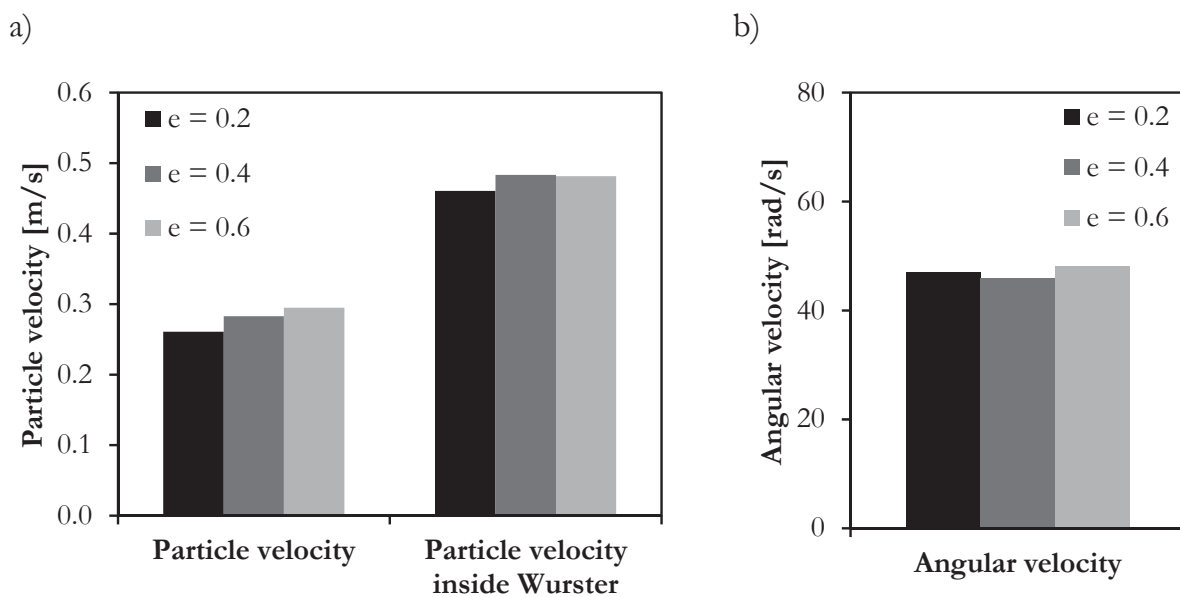 a)
Particle velocity [m/s]
0.6
0.5
0.4
0.3
0.2
0.1
0.0
e = 0.2
e = 0.4
e = 0.6
Particle velocity
Particle velocity
inside Wurster
b)
Angular velocity [rad/s]
80
60
40
20
0
e = 0.2
e = 0.4
e = 0.6
Angular velocity